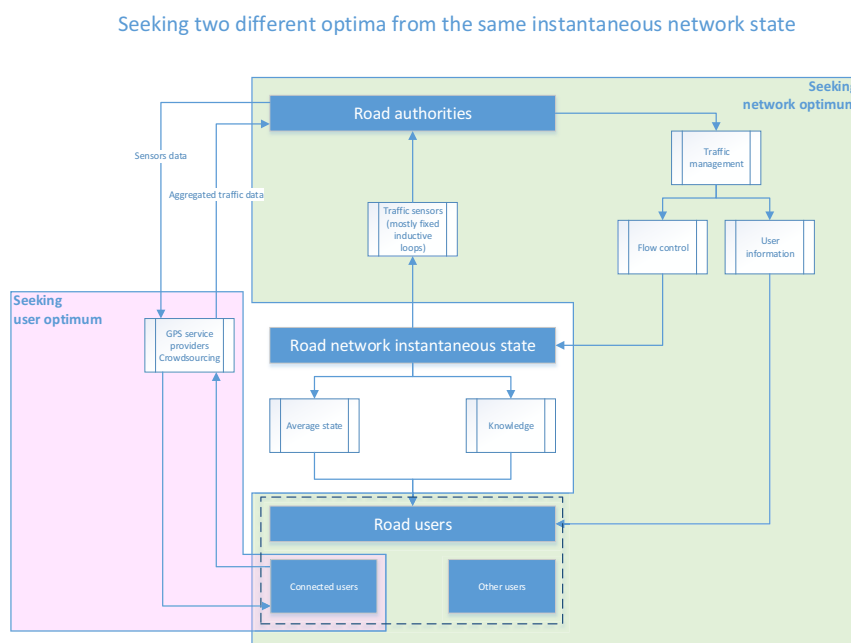 Seeking two different optima from the same instantaneous network state
Seeking
network optimum
Road authorities
Traffic
management
Sensors data
Aggregated traffic data
Traffic sensors
(mostly fixed
inductive
loops)
Flow control
User
information
Seeking
user optimum
GPS service
providers
Crowdsourcing
Road network instantaneous state
Average state
Knowledge
Road users
Connected users
Other users